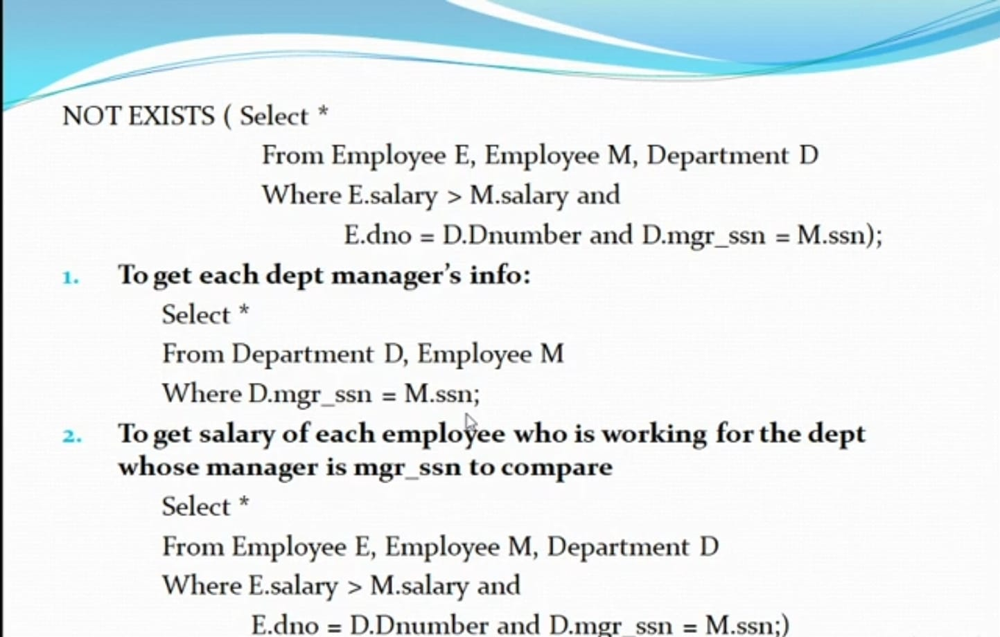 NOT EXISTS ( Select *
From Employee E, Employee M, Department D
Where E.salary > M.salary and
E.dno = D.Dnumber and D.mgr_ssn = M.ssn);
1. To get each dept manager’s info:
Select *
From Department D, Employee M
Where D.mgr_ssn = M.ssn;
2. To get salary of each employee who is working for the dept
whose manager is mgr_ssn to compare
Select *
From Employee E, Employee M, Department D
Where E.salary > M.salary and
E.dno = D.Dnumber and D.mgr_ssn = M.ssn;)